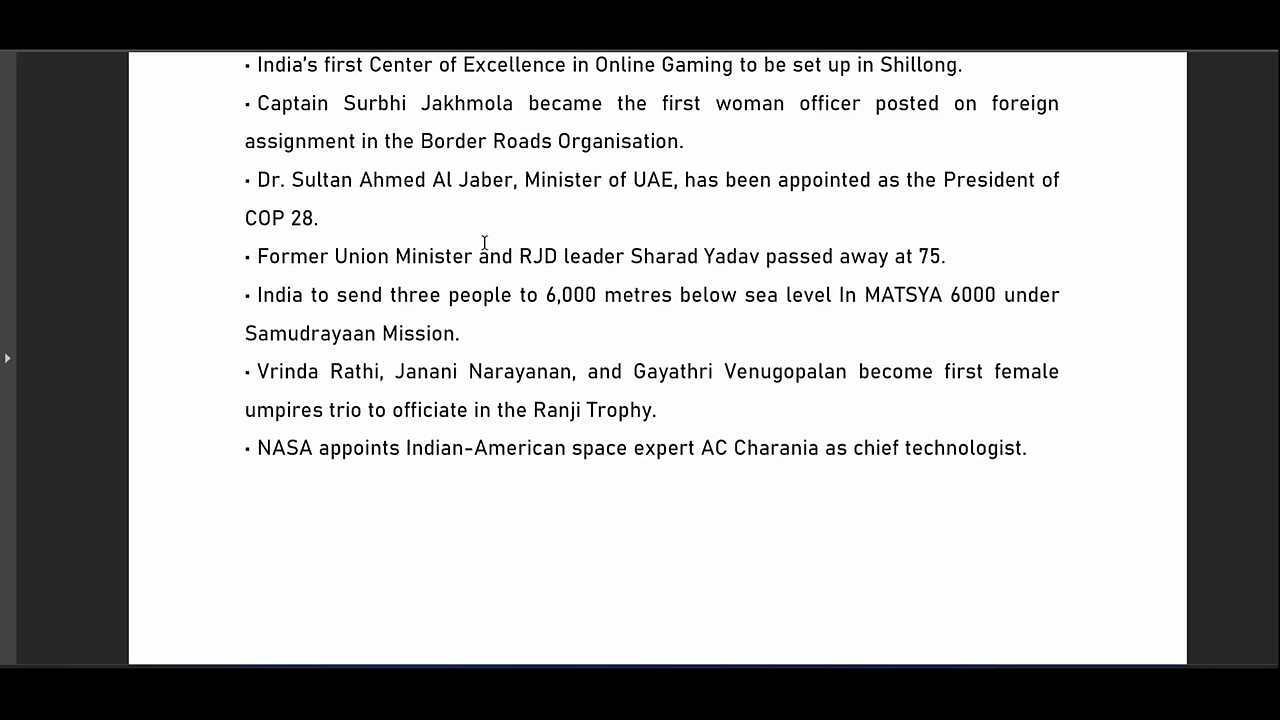 ▪ India's first Center of Excellence in Online Gaming to be set up in Shillong.
▪ Captain Surbhi Jakhmola became the first woman officer posted on foreign
assignment in the Border Roads Organisation.
▪ Dr. Sultan Ahmed Al Jaber, Minister of UAE, has been appointed as the President of
COP 28.
▪ Former Union Minister and RJD leader Sharad Yadav passed away at 75.
▪ India to send three people to 6,000 metres below sea level In MATSYA 6000 under
Samudrayaan Mission.
▪ Vrinda Rathi, Janani Narayanan, and Gayathri Venugopalan become first female
umpires trio to officiate in the Ranji Trophy.
▪ NASA appoints Indian-American space expert AC Charania as chief technologist.